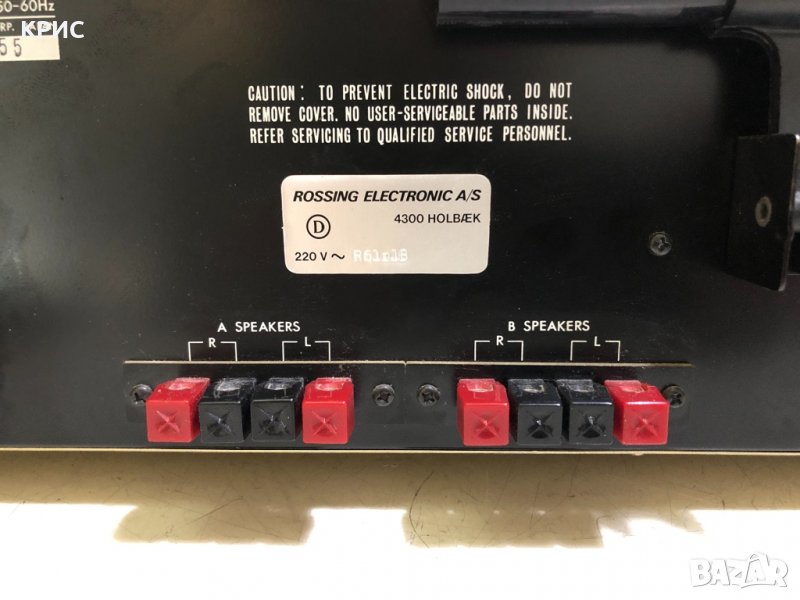 50-60Hz
КРИС
55
CAUTION: TO PREVENT ELECTRIC SHOCK, DO NOT
REMOVE COVER. NO USER-SERVICEABLE PARTS INSIDE.
REFER SERVICING TO QUALIFIED SERVICE PERSONNEL.
ROSSING ELECTRONIC A/S
D
4300 HOLBÆK
220 V ~
A SPEAKERS
R L
B SPEAKERS
R L
BAZAR